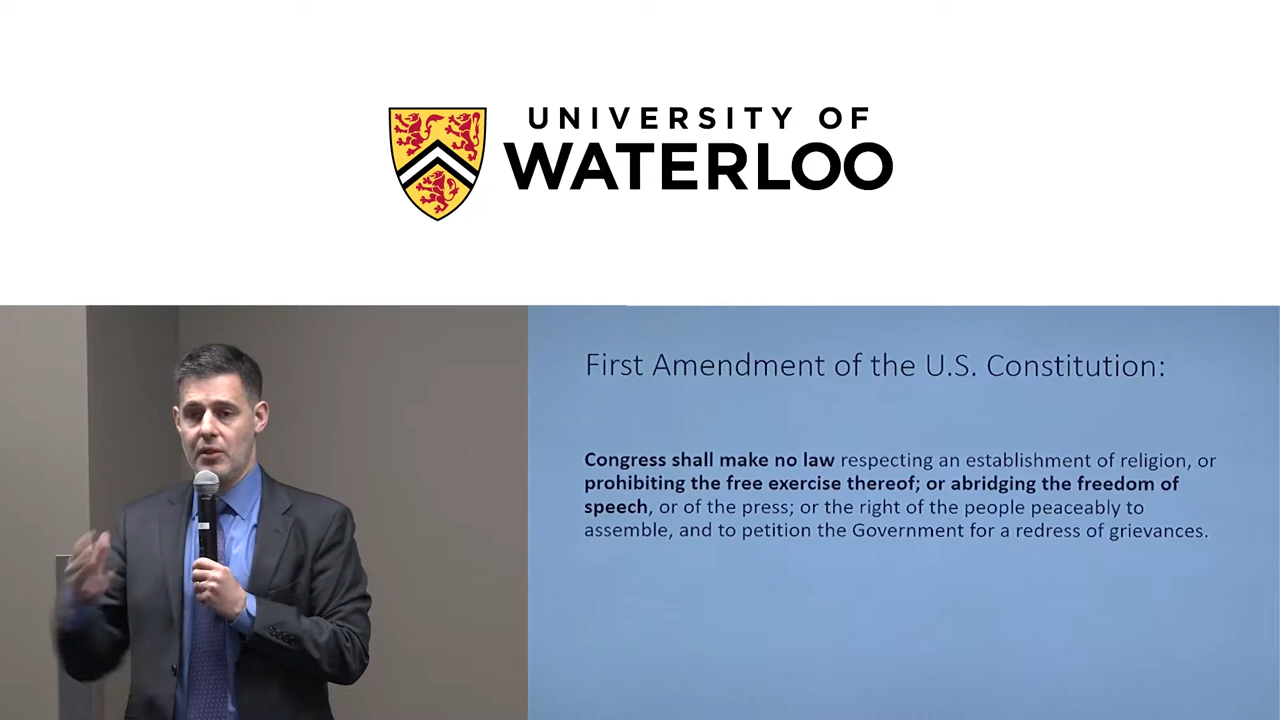 UNIVERSITY OF
WATERLOO
First Amendment of the U.S. Constitution:
Congress shall make no law respecting an establishment of religion, or
prohibiting the free exercise thereof; or abridging the freedom of
speech, or of the press; or the right of the people peaceably to
assemble, and to petition the Government for a redress of grievances.